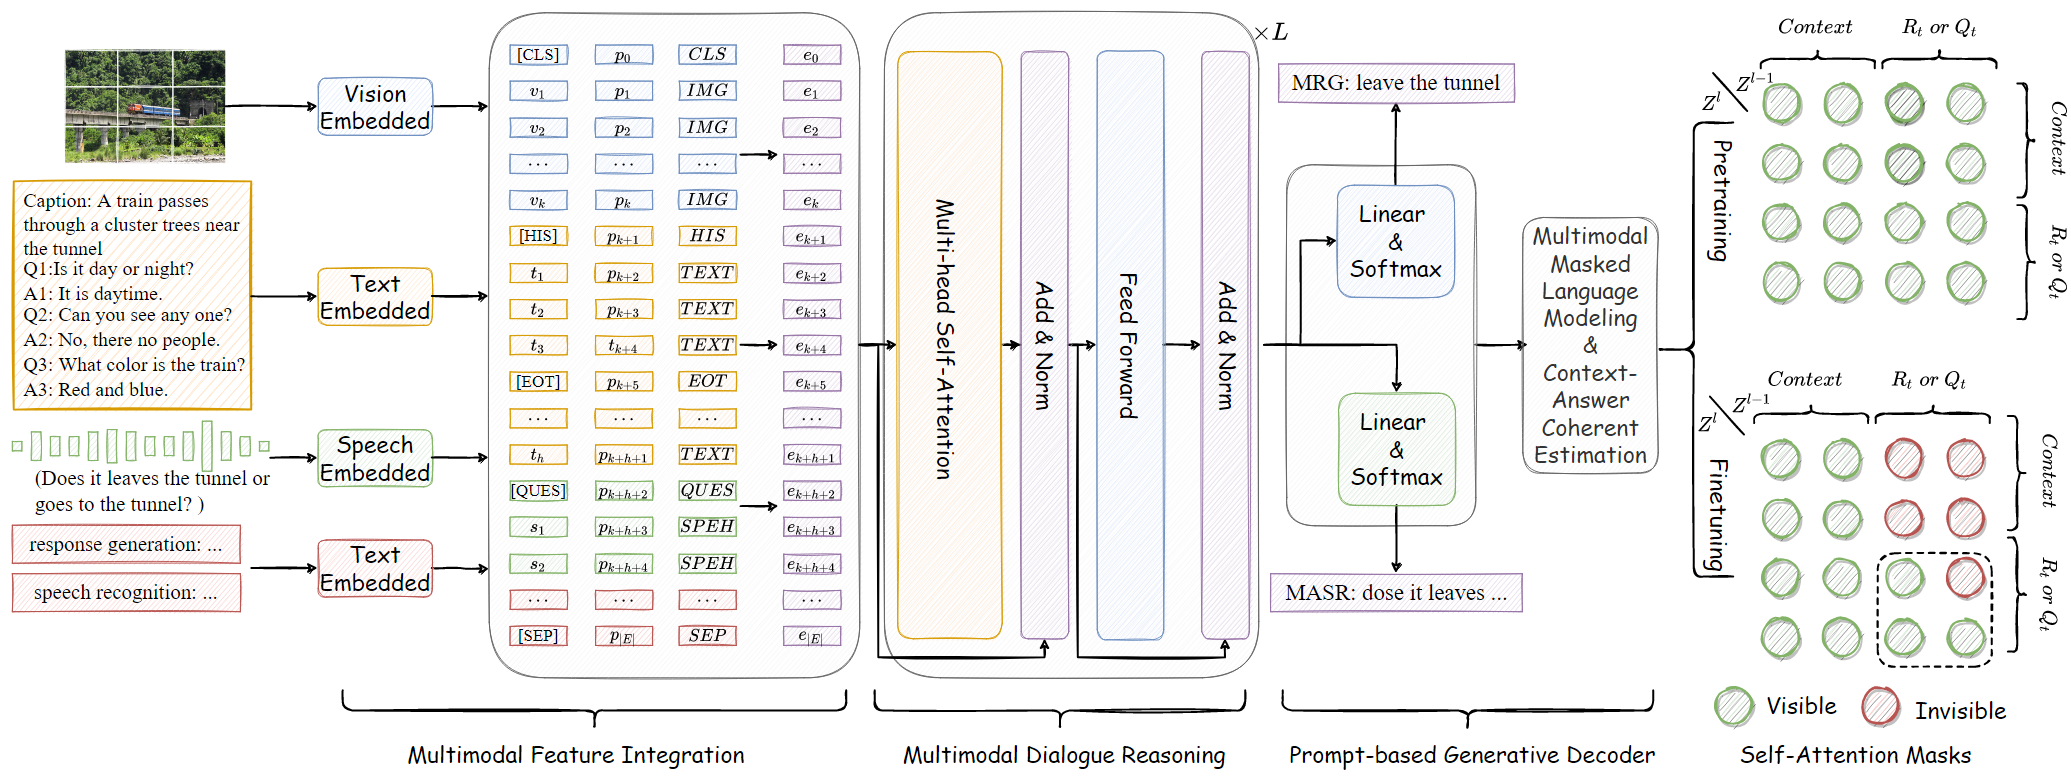 Caption: A train passes
through a cluster trees near
the tunnel
Q1:Is it day or night?
A1: It is daytime.
Q2: Can you see any one?
A2: No, there no people.
Q3: What color is the train?
A3: Red and blue.
(Does it leaves the tunnel or
goes to the tunnel? )
response generation: ...
speech recognition: ...
Vision
Embedded
Text
Embedded
Speech
Embedded
Text
Embedded
[CLS] p_0 CLS e_0
v_1 p_1 IMG e_1
v_2 p_2 IMG e_2
... ... ... ...
v_k p_k IMG e_k
[HIS] p_{k+1} HIS e_{k+1}
t_1 p_{k+2} TEXT e_{k+2}
t_2 p_{k+3} TEXT e_{k+3}
t_3 t_{k+4} TEXT e_{k+4}
[EOT] p_{k+5} EOT e_{k+5}
... ... ... ...
t_h p_{k+h+1} TEXT e_{k+h+1}
[QUES] p_{k+h+2} QUES e_{k+h+2}
s_1 p_{k+h+3} SPEH e_{k+h+3}
s_2 p_{k+h+4} SPEH e_{k+h+4}
... ... ... ...
[SEP] p_{|E|} SEP e_{|E|}
Multimodal Feature Integration
×L
Multi-head Self-Attention
Add & Norm
Feed Forward
Add & Norm
Multimodal Dialogue Reasoning
MRG: leave the tunnel
Linear
&
Softmax
Linear
&
Softmax
MASR: dose it leaves ...
Multimodal
Masked
Language
Modeling
&
Context-
Answer
Coherent
Estimation
Prompt-based Generative Decoder
Pretraining
Context R_t or Q_t
Z^l Z^{l-1}
Context
R_t or Q_t
Finetuning
Context R_t or Q_t
Z^l Z^{l-1}
Context
R_t or Q_t
Visible Invisible
Self-Attention Masks